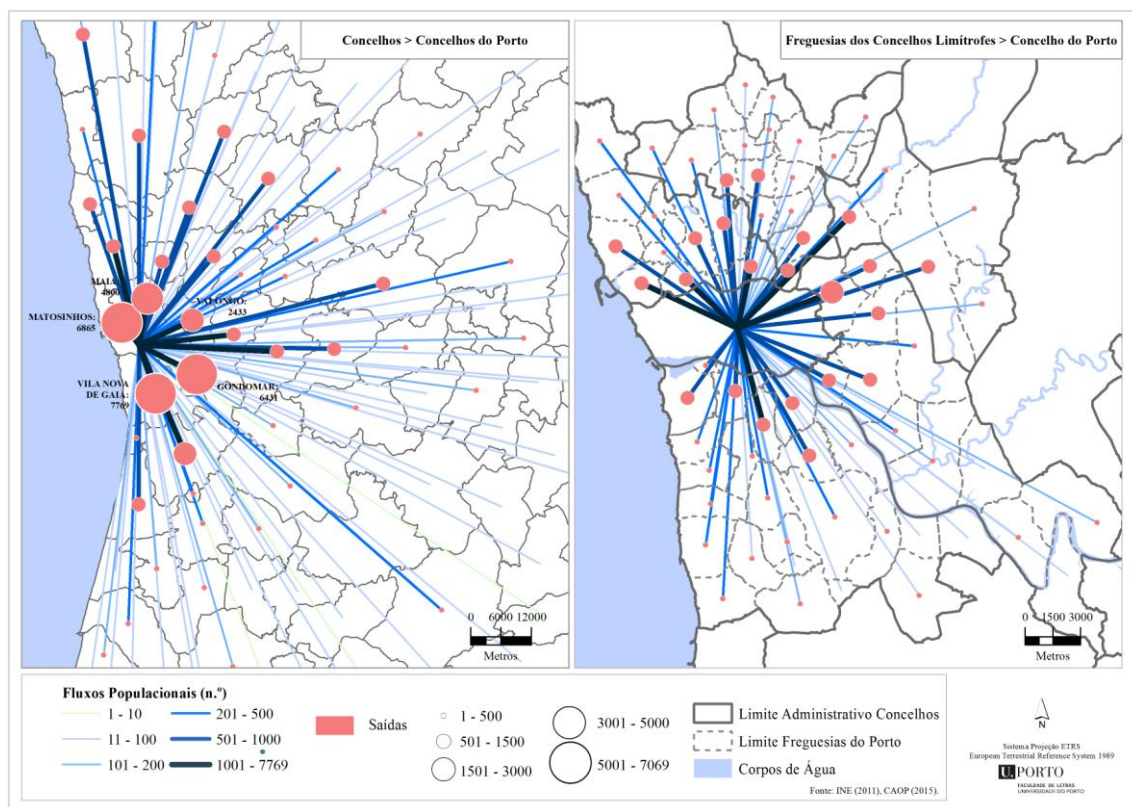 Concelhos > Concelhos do Porto
MAIA:
4800
VALONGO:
2433
MATOSINHOS:
6865
VILA NOVA
DE GAIA:
7769
GONDOMAR:
6431
0 6000 12000
Metros
Freguesias dos Concelhos Limítrofes > Concelho do Porto
0 1500 3000
Metros
Fluxos Populacionais (n.º)
1 - 10
11 - 100
101 - 200
201 - 500
501 - 1000
1001 - 7769
Saídas
1 - 500
501 - 1500
1501 - 3000
3001 - 5000
5001 - 7069
Limite Administrativo Concelhos
Limite Freguesias do Porto
Corpos de Água
Fonte: INE (2011), CAOP (2015).
N
Sistema Projeção ETRS
European Terrestrial Reference System 1989
U. PORTO
FACULDADE DE LETRAS
UNIVERSIDADE DO PORTO